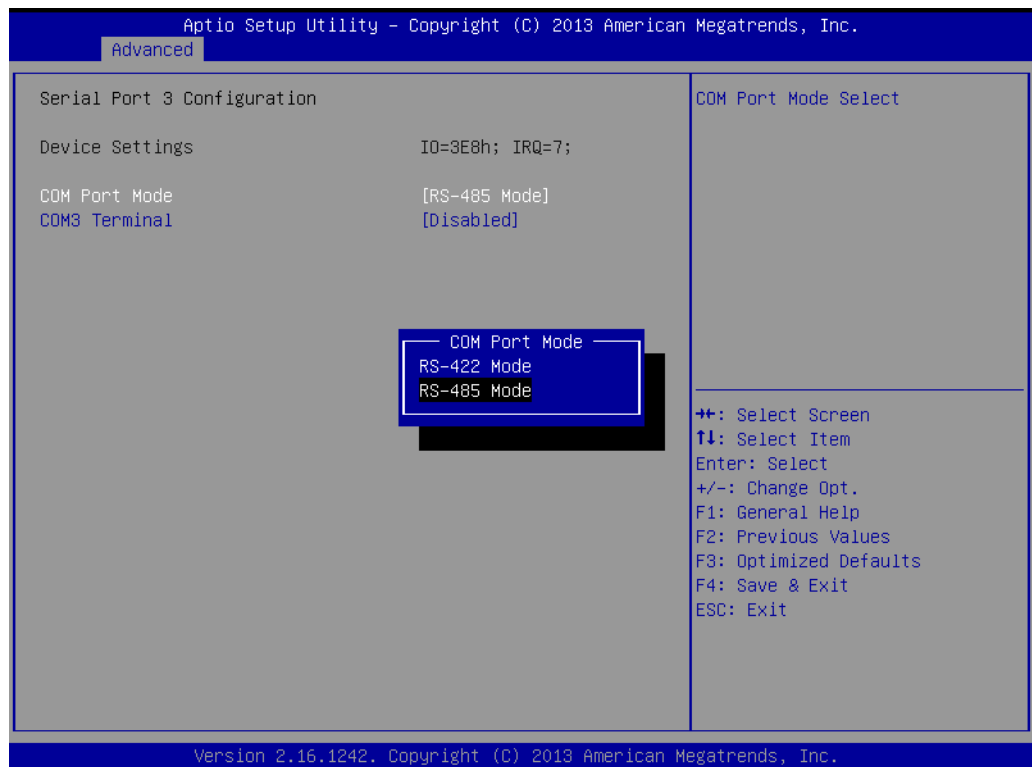 Aptio Setup Utility – Copyright (C) 2013 American Megatrends, Inc.
Advanced
Serial Port 3 Configuration
Device Settings IO=3E8h; IRQ=7;
COM Port Mode [RS-485 Mode]
COM3 Terminal [Disabled]
COM Port Mode
RS-422 Mode
RS-485 Mode
COM Port Mode Select
→←: Select Screen
↑↓: Select Item
Enter: Select
+/-: Change Opt.
F1: General Help
F2: Previous Values
F3: Optimized Defaults
F4: Save & Exit
ESC: Exit
Version 2.16.1242. Copyright (C) 2013 American Megatrends, Inc.